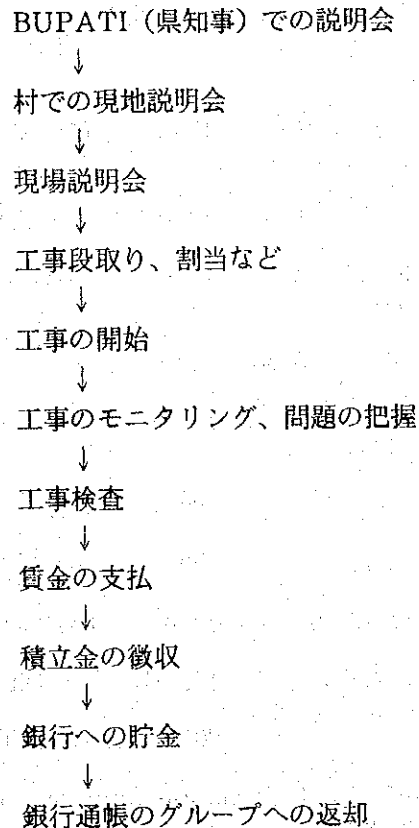 BUPATI（県知事）での説明会
↓
村での現地説明会
↓
現場説明会
↓
工事段取り、割当など
↓
工事の開始
↓
工事のモニタリング、問題の把握
↓
工事検査
↓
賃金の支払
↓
積立金の徴収
↓
銀行への貯金
↓
銀行通帳のグループへの返却